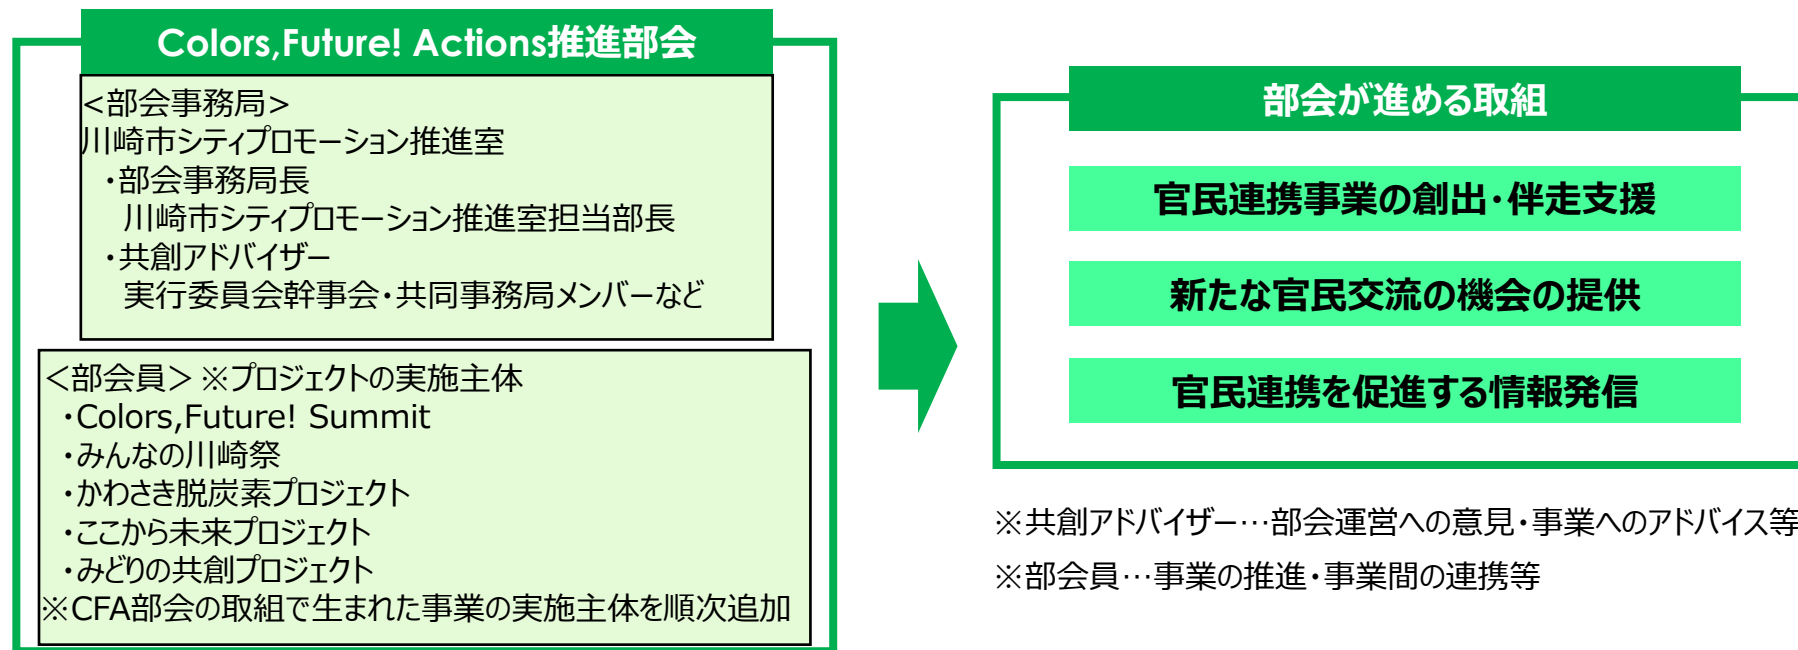 Colors,Future! Actions推進部会
<部会事務局>
川崎市シティプロモーション推進室
・部会事務局長
川崎市シティプロモーション推進室担当部長
・共創アドバイザー
実行委員会幹事会・共同事務局メンバーなど
＜部会員＞※プロジェクトの実施主体
・Colors,Future! Summit
・みんなの川崎祭
・かわさき脱炭素プロジェクト
・ここから未来プロジェクト
・みどりの共創プロジェクト
※CFA部会の取組で生まれた事業の実施主体を順次追加
部会が進める取組
官民連携事業の創出・伴走支援
新たな官民交流の機会の提供
官民連携を促進する情報発信
※共創アドバイザー…部会運営への意見・事業へのアドバイス等
※部会員…事業の推進・事業間の連携等